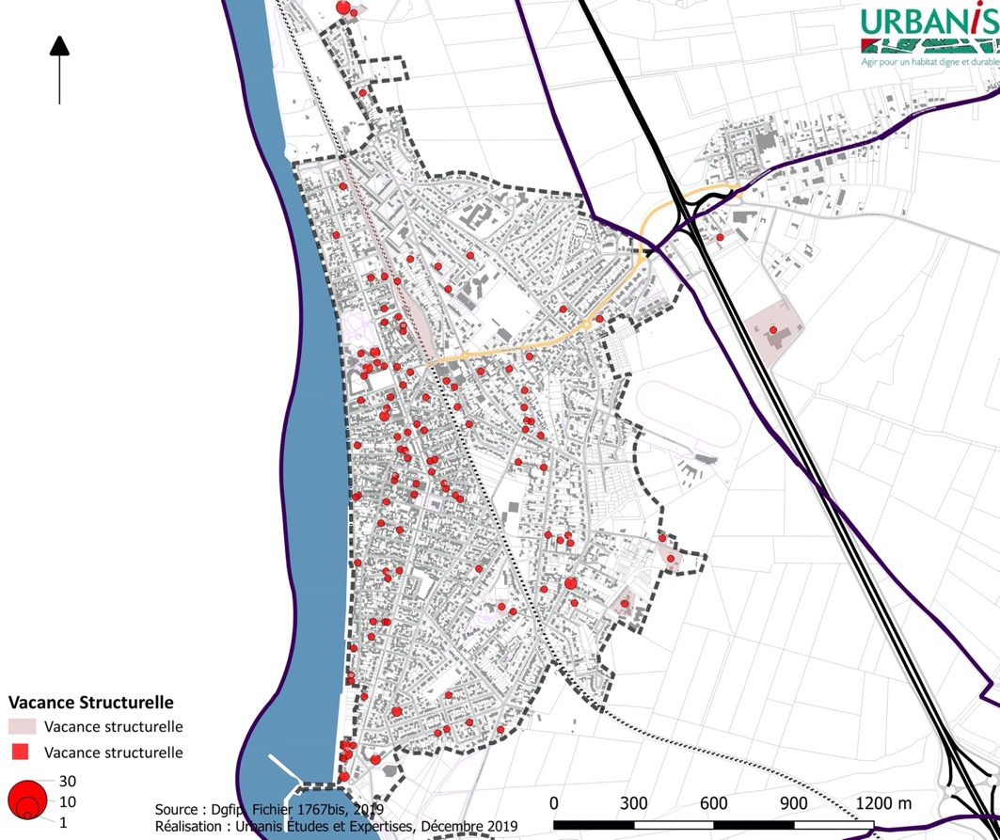 URBANiS
Agir pour un habitat digne et durable
Vacance Structurelle
Vacance structurelle
Vacance structurelle
30
10
1
Source : Dgfip, Fichier 1767bis, 2019
Réalisation : Urbanis Études et Expertises, Décembre 2019
0 300 600 900 1200 m